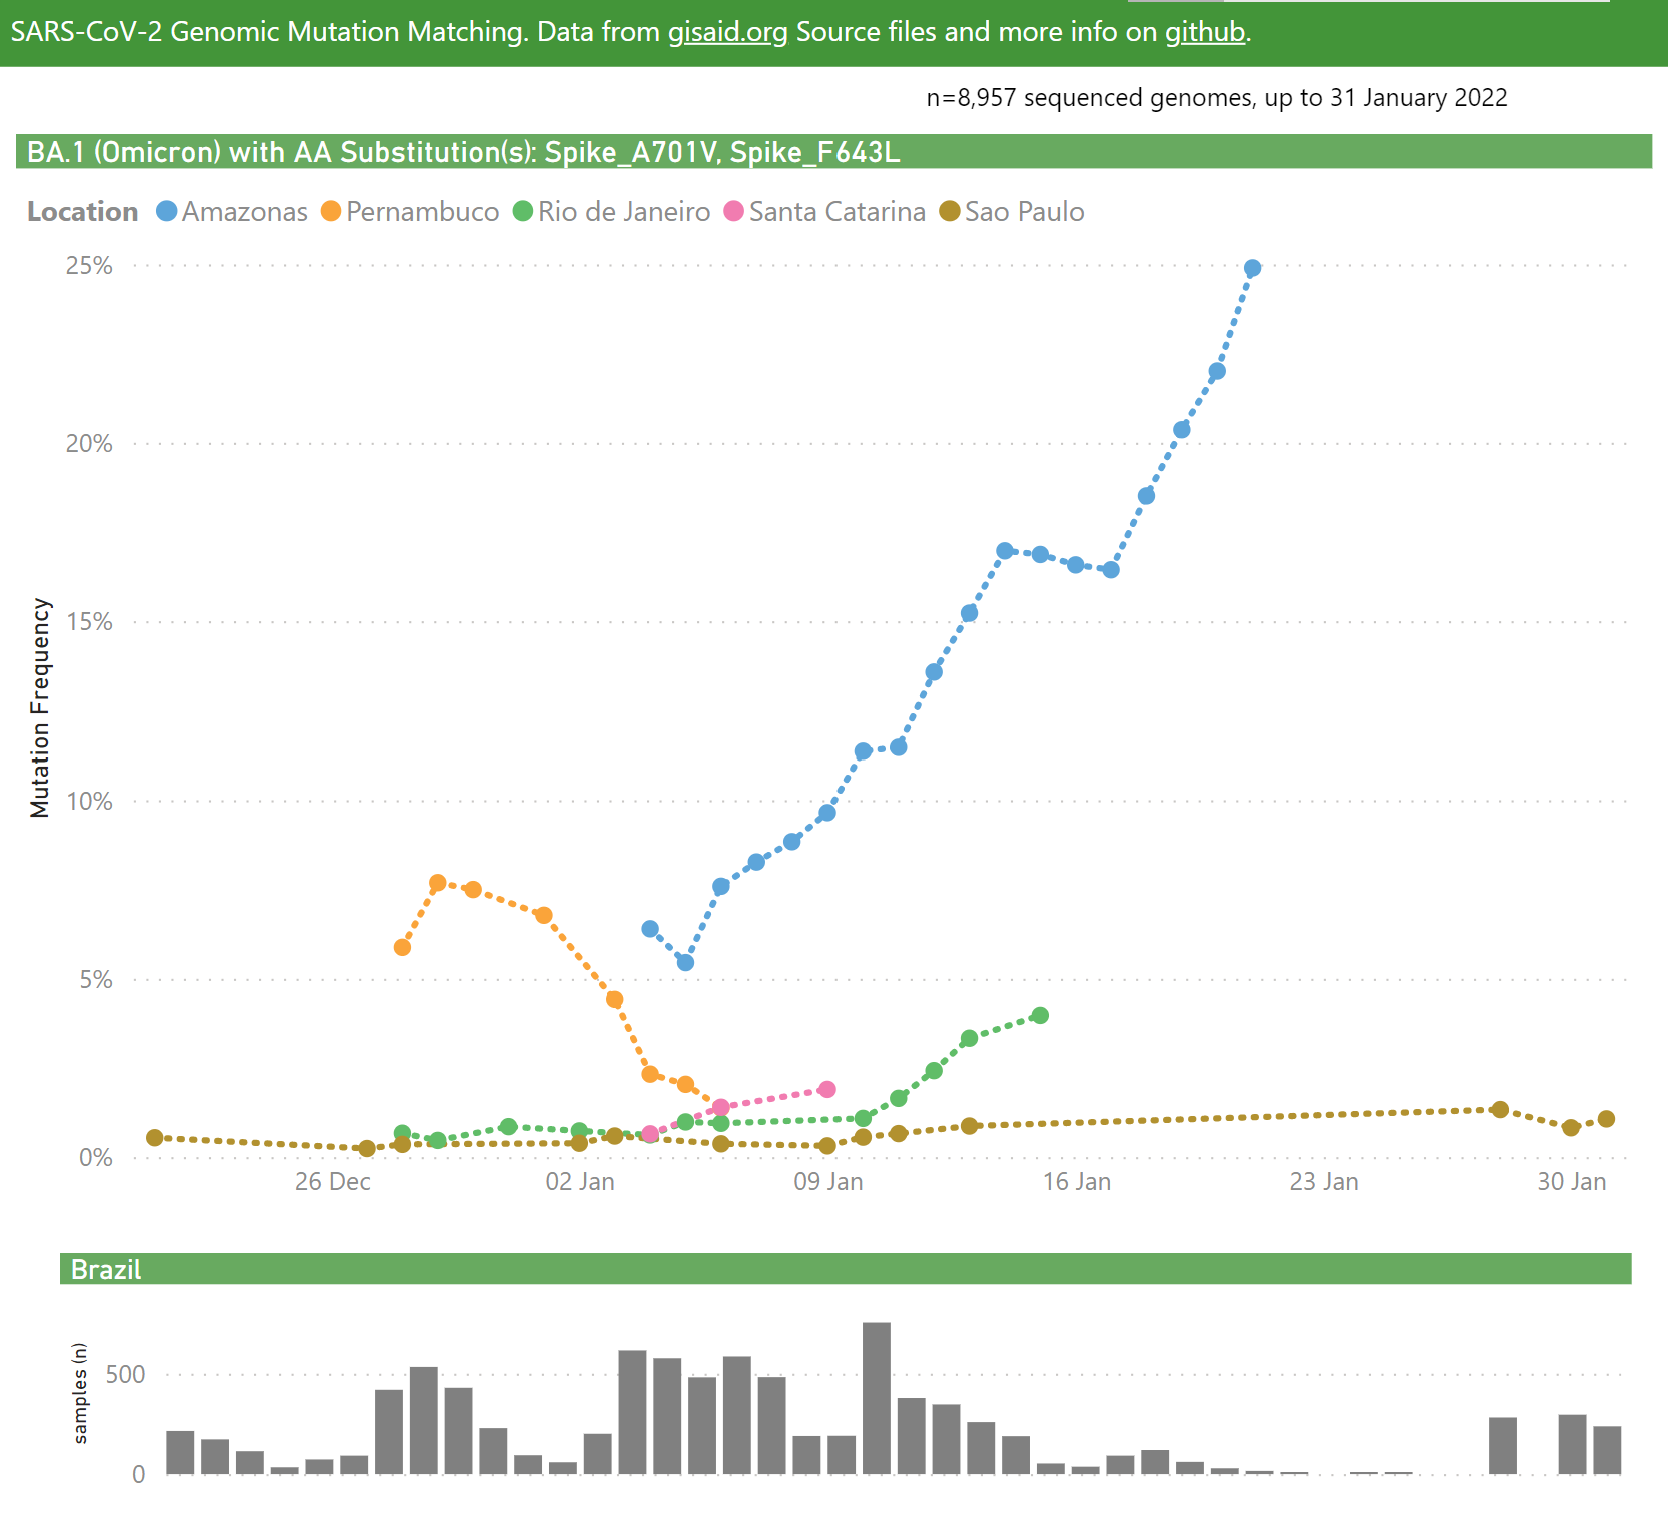 SARS-CoV-2 Genomic Mutation Matching. Data from gisaid.org Source files and more info on github.
n=8,957 sequenced genomes, up to 31 January 2022
BA.1 (Omicron) with AA Substitution(s): Spike_A701V, Spike_F643L
Location Amazonas Pernambuco Rio de Janeiro Santa Catarina Sao Paulo
25%
20%
15%
10%
5%
0%
Mutation Frequency
26 Dec 02 Jan 09 Jan 16 Jan 23 Jan 30 Jan
Brazil
samples (n)
500
0